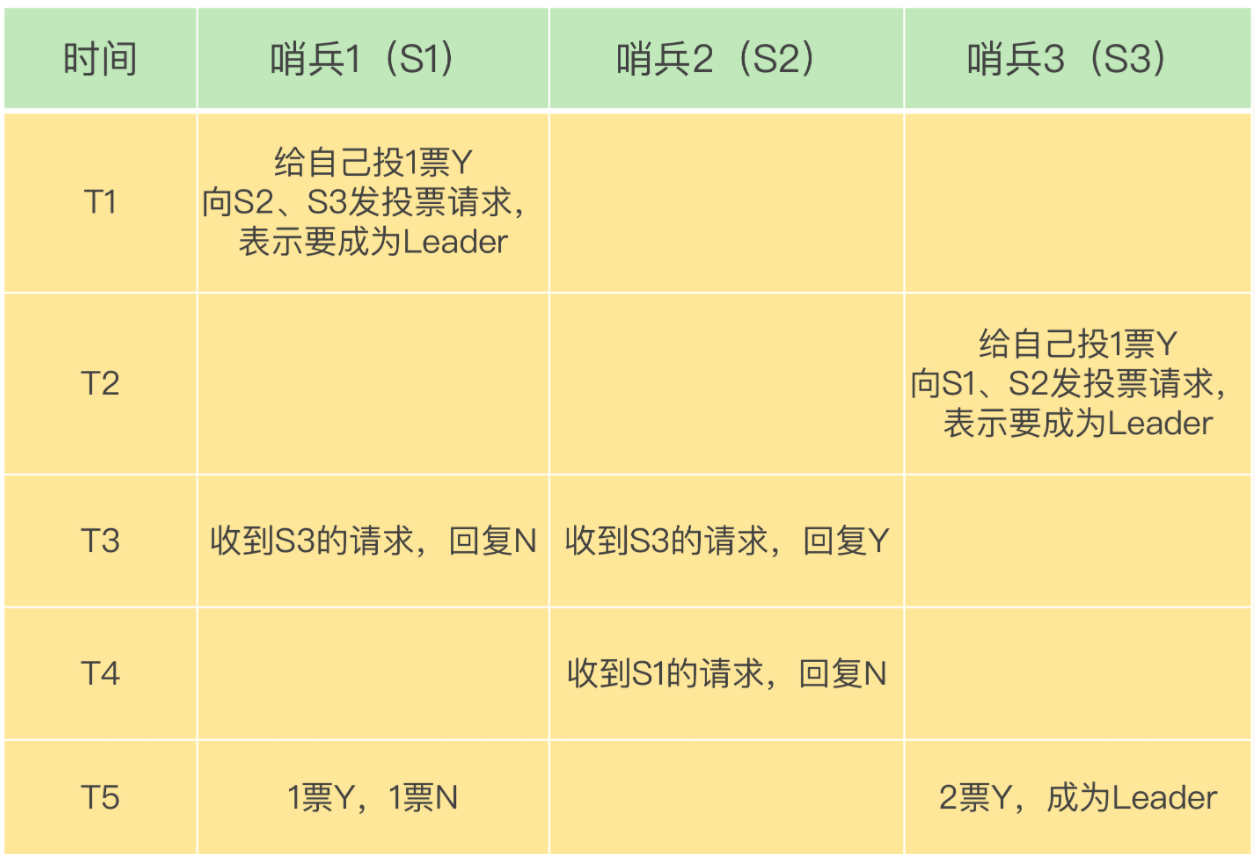 时间 哨兵1（S1） 哨兵2（S2） 哨兵3（S3）
T1
给自己投1票Y
向S2、S3发投票请求，
表示要成为Leader
T2
给自己投1票Y
向S1、S2发投票请求，
表示要成为Leader
T3 收到S3的请求，回复N 收到S3的请求，回复Y
T4 收到S1的请求，回复N
T5 1票Y，1票N 2票Y，成为Leader